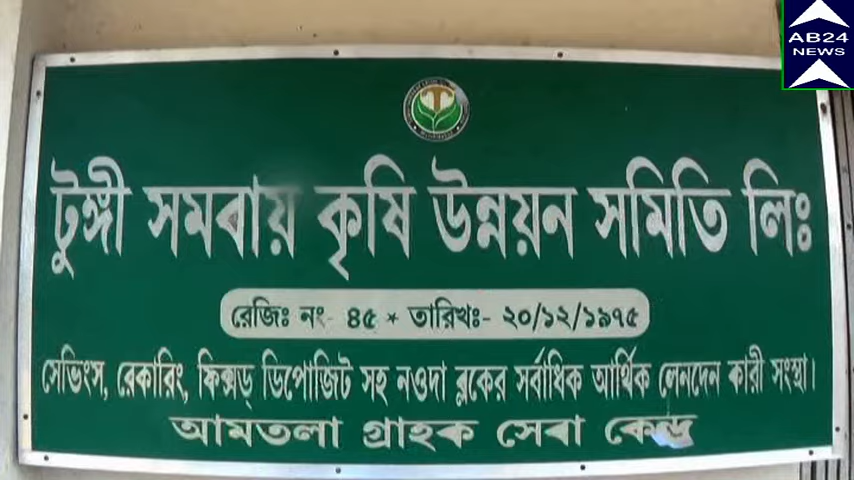 AB24
NEWS
টুঙ্গী সমবায় কৃষি উন্নয়ন সমিতি লিঃ
রেজিঃ নং- ৪৫ * তারিখঃ- ২০/১২/১৯৭৫
সেভিংস, রেকারিং, ফিক্সড্ ডিপোজিট সহ নওদা ব্লকের সর্বাধিক আর্থিক লেনদেন কারী সংস্থা।
আমতলা গ্রাহক সেবা কেন্দ্র